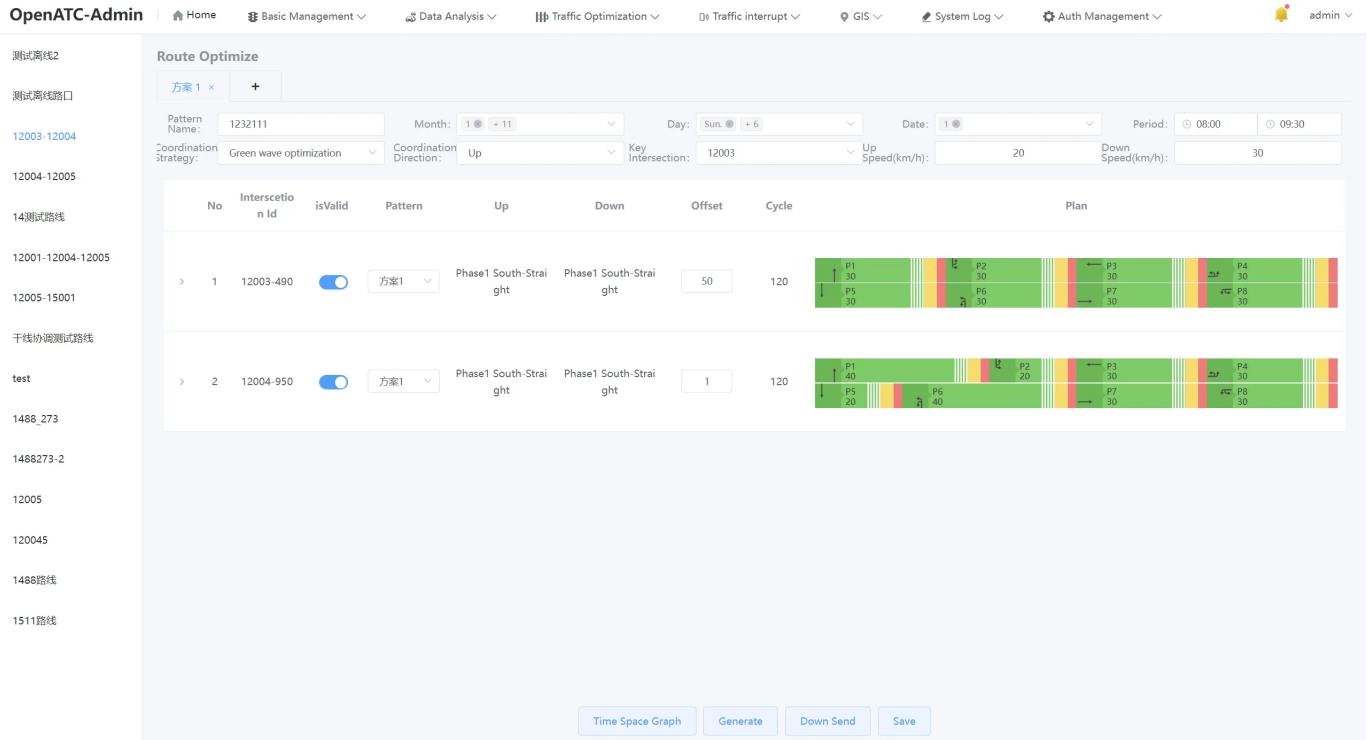 OpenATC-Admin
Home
Basic Management
Data Analysis
Traffic Optimization
Traffic interrupt
GIS
System Log
Auth Management
admin
测试离线2
测试离线路口
12003-12004
12004-12005
14测试路线
12001-12004-12005
12005-15001
干线协调测试路线
test
1488_273
1488273-2
12005
120045
1488路线
1511路线
Route Optimize
方案 1 ×
+
Pattern
Name:
1232111
Month:
1
+ 11
Day:
Sun.
+ 6
Date:
1
Period:
08:00
09:30
Coordination
Strategy:
Green wave optimization
Coordination
Direction:
Up
Key
Intersection:
12003
Up
Speed(km/h):
20
Down
Speed(km/h):
30
No
Interscetio
n Id
isValid
Pattern
Up
Down
Offset
Cycle
Plan
1
12003-490
方案1
Phase1 South-Strai
ght
Phase1 South-Strai
ght
50
120
P1
30
P2
30
P3
30
P4
30
P5
30
P6
30
P7
30
P8
30
2
12004-950
方案1
Phase1 South-Strai
ght
Phase1 South-Strai
ght
1
120
P1
40
P2
20
P3
30
P4
30
P5
20
P6
40
P7
30
P8
30
Time Space Graph
Generate
Down Send
Save